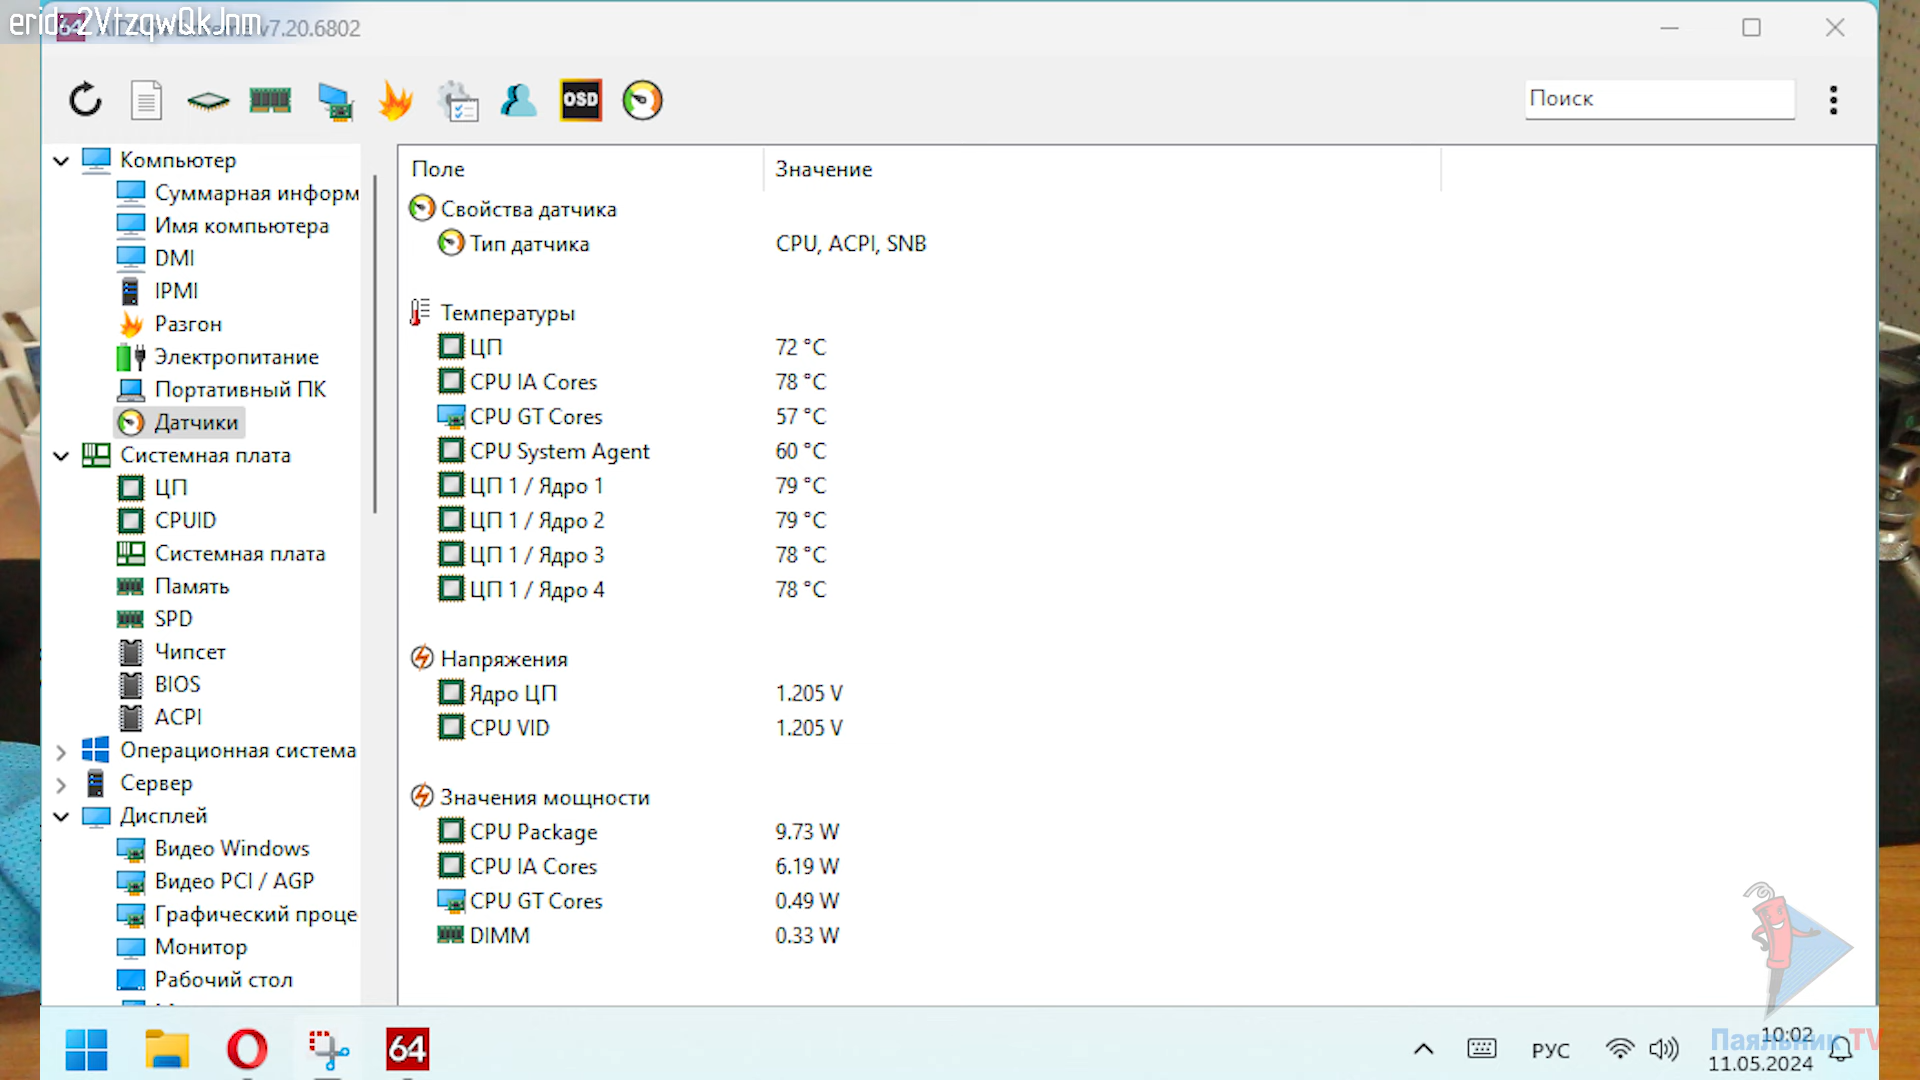 erid: 2VtzqwQkJnm
v7.20.6802
OSD
Поиск
Компьютер
Суммарная информ
Имя компьютера
DMI
IPMI
Разгон
Электропитание
Портативный ПК
Датчики
Системная плата
ЦП
CPUID
Системная плата
Память
SPD
Чипсет
BIOS
ACPI
Операционная система
Сервер
Дисплей
Видео Windows
Видео PCI / AGP
Графический проце
Монитор
Рабочий стол
Поле Значение
Свойства датчика
Тип датчика CPU, ACPI, SNB
Температуры
ЦП 72 °C
CPU IA Cores 78 °C
CPU GT Cores 57 °C
CPU System Agent 60 °C
ЦП 1 / Ядро 1 79 °C
ЦП 1 / Ядро 2 79 °C
ЦП 1 / Ядро 3 78 °C
ЦП 1 / Ядро 4 78 °C
Напряжения
Ядро ЦП 1.205 V
CPU VID 1.205 V
Значения мощности
CPU Package 9.73 W
CPU IA Cores 6.19 W
CPU GT Cores 0.49 W
DIMM 0.33 W
64
РУС
10:02
Паяльник TV
11.05.2024